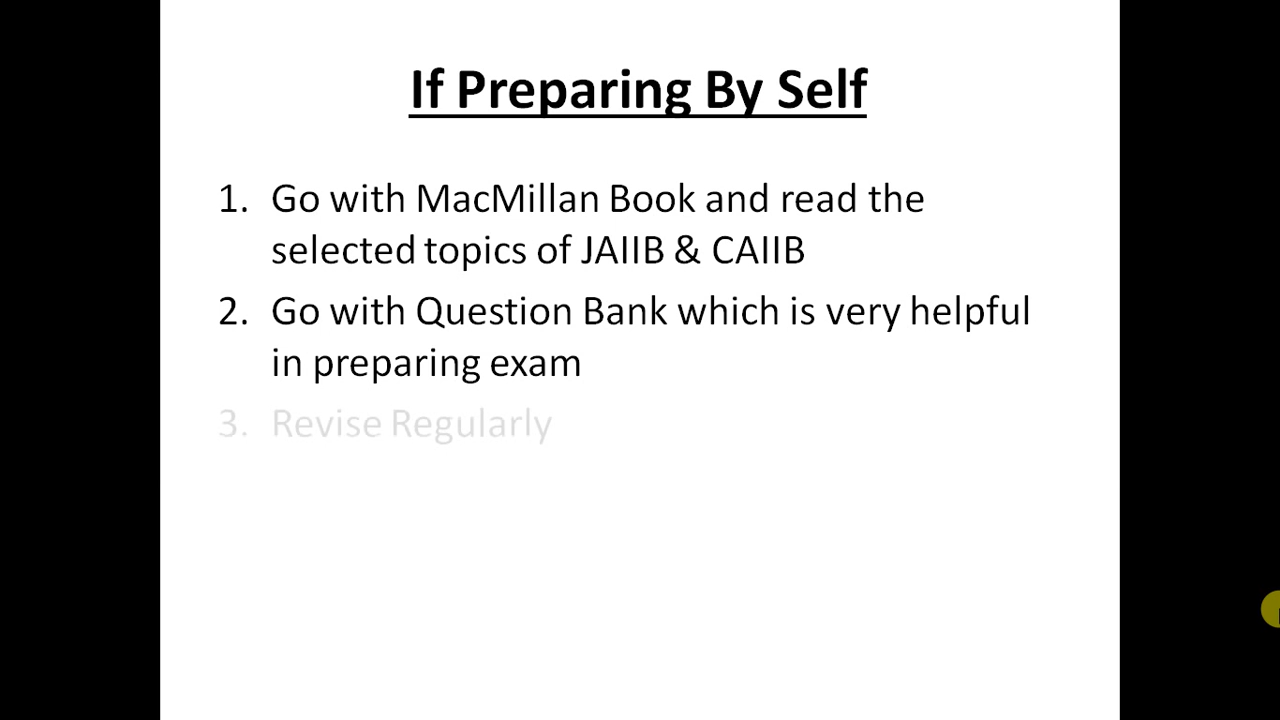 If Preparing By Self
1. Go with MacMillan Book and read the
selected topics of JAIIB & CAIIB
2. Go with Question Bank which is very helpful
in preparing exam
3. Revise Regularly